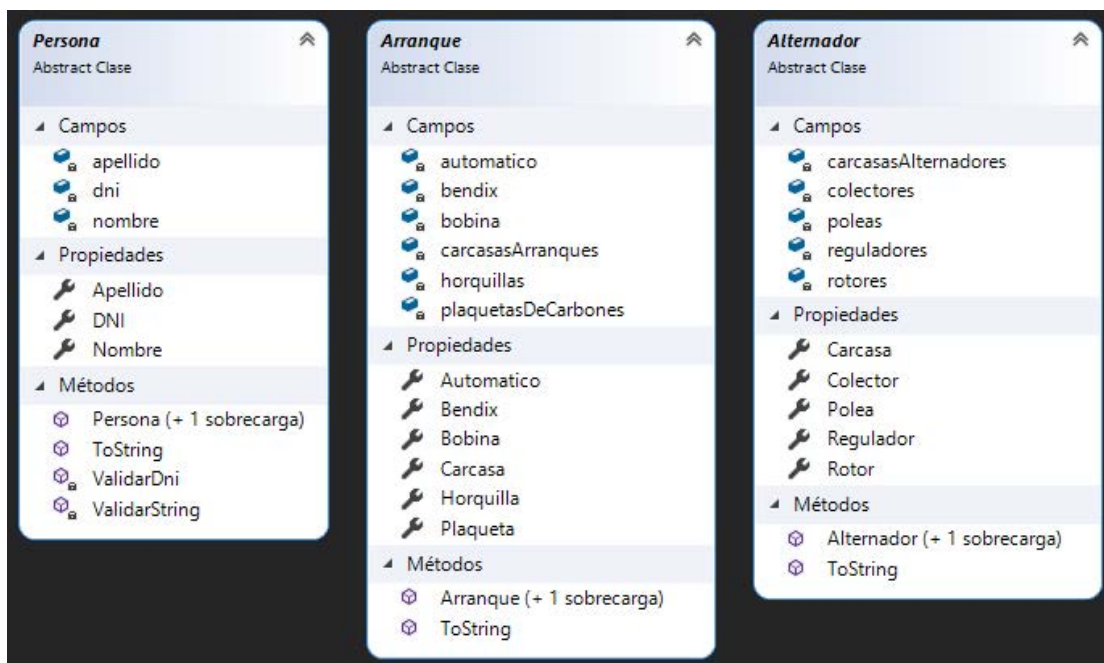 Persona
Abstract Clase
Campos
apellido
dni
nombre
Propiedades
Apellido
DNI
Nombre
Métodos
Persona (+ 1 sobrecarga)
ToString
ValidarDni
ValidarString
Arranque
Abstract Clase
Campos
automatico
bendix
bobina
carcasasArranques
horquillas
plaquetasDeCarbones
Propiedades
Automatico
Bendix
Bobina
Carcasa
Horquilla
Plaqueta
Métodos
Arranque (+ 1 sobrecarga)
ToString
Alternador
Abstract Clase
Campos
carcasasAlternadores
colectores
poleas
reguladores
rotores
Propiedades
Carcasa
Colector
Polea
Regulador
Rotor
Métodos
Alternador (+ 1 sobrecarga)
ToString